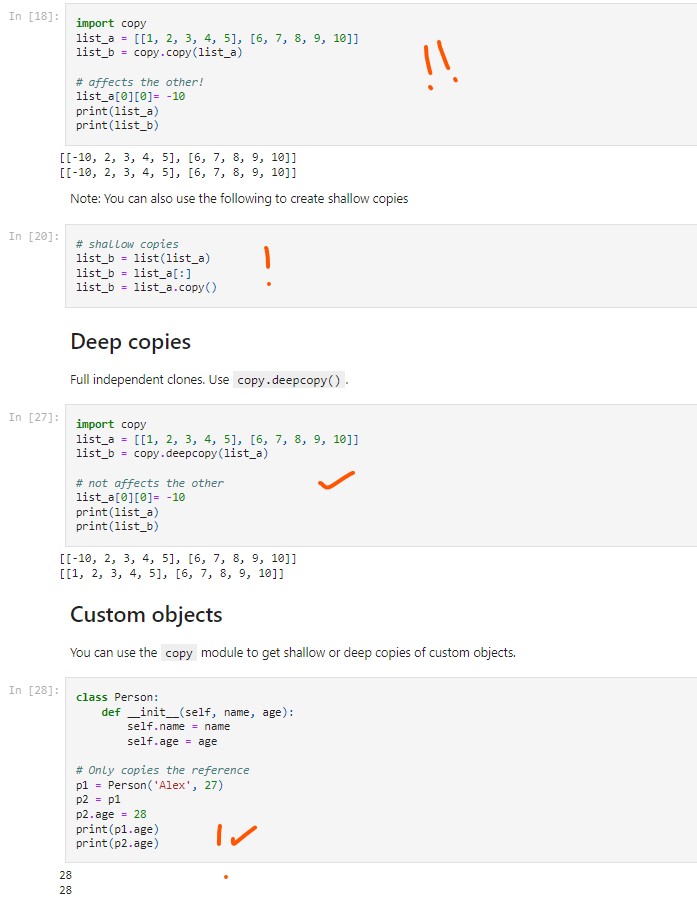 In [18]:
import copy
list_a = [[1, 2, 3, 4, 5], [6, 7, 8, 9, 10]]
list_b = copy.copy(list_a)
# affects the other!
list_a[0][0]= -10
print(list_a)
print(list_b)
!!
[[-10, 2, 3, 4, 5], [6, 7, 8, 9, 10]]
[[-10, 2, 3, 4, 5], [6, 7, 8, 9, 10]]
Note: You can also use the following to create shallow copies
In [20]:
# shallow copies
list_b = list(list_a)
list_b = list_a[:]
list_b = list_a.copy()
!
Deep copies
Full independent clones. Use copy.deepcopy().
In [27]:
import copy
list_a = [[1, 2, 3, 4, 5], [6, 7, 8, 9, 10]]
list_b = copy.deepcopy(list_a)
# not affects the other
list_a[0][0]= -10
print(list_a)
print(list_b)
[[-10, 2, 3, 4, 5], [6, 7, 8, 9, 10]]
[[1, 2, 3, 4, 5], [6, 7, 8, 9, 10]]
Custom objects
You can use the copy module to get shallow or deep copies of custom objects.
In [28]:
class Person:
    def __init__(self, name, age):
        self.name = name
        self.age = age
# Only copies the reference
p1 = Person('Alex', 27)
p2 = p1
p2.age = 28
print(p1.age)
print(p2.age)
!
28
28